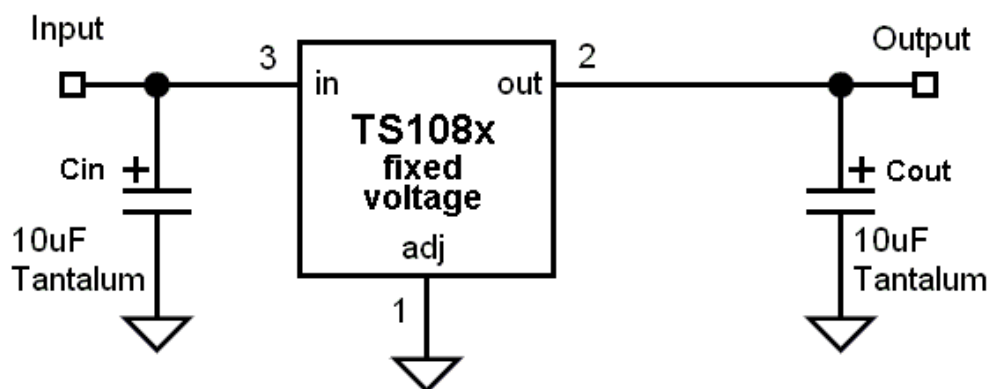 Input
Output
3
2
in
out
TS108x
fixed
voltage
adj
1
Cin +
10uF
Tantalum
+ Cout
10uF
Tantalum